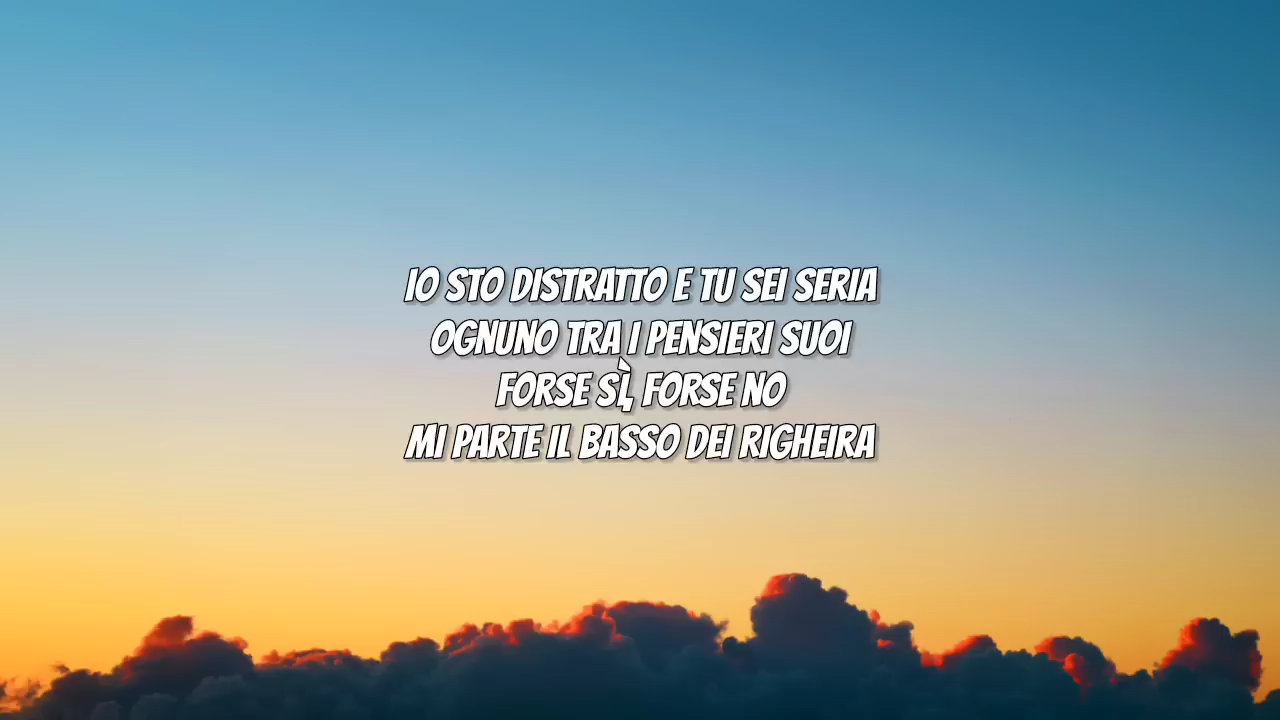 IO STO DISTRATTO E TU SEI SERIA
OGNUNO TRA I PENSIERI SUOI
FORSE SÌ, FORSE NO
MI PARTE IL BASSO DEI RIGHEIRA